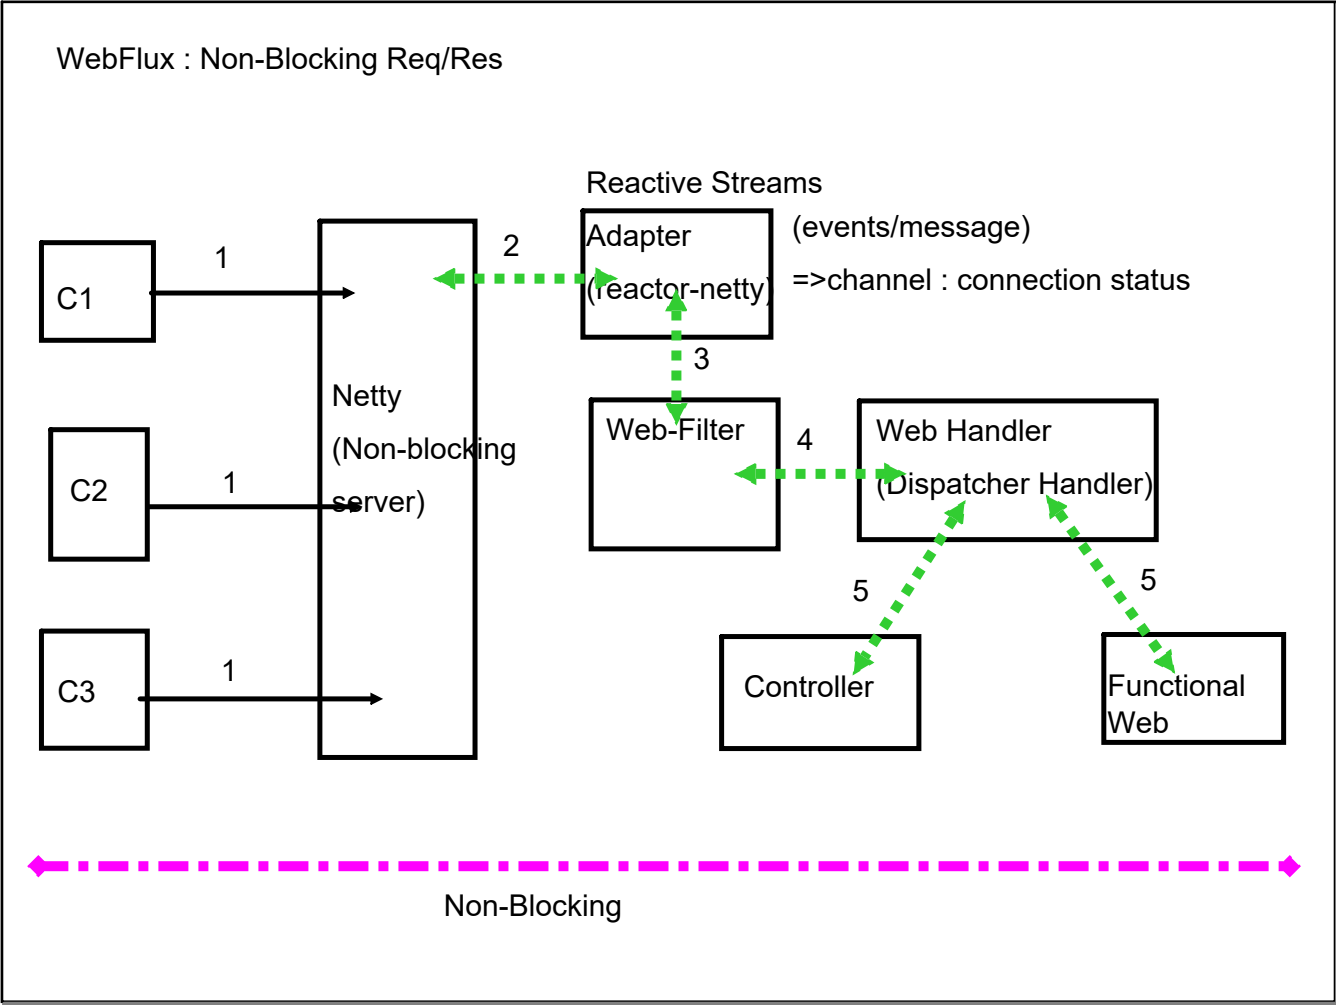 WebFlux : Non-Blocking Req/Res
Reactive Streams
Adapter
(reactor-netty)
(events/message)
=>channel : connection status
C1
1
2
3
Netty
(Non-blocking
server)
Web-Filter
4
Web Handler
(Dispatcher Handler)
C2
1
5
5
C3
1
Controller
Functional
Web
Non-Blocking